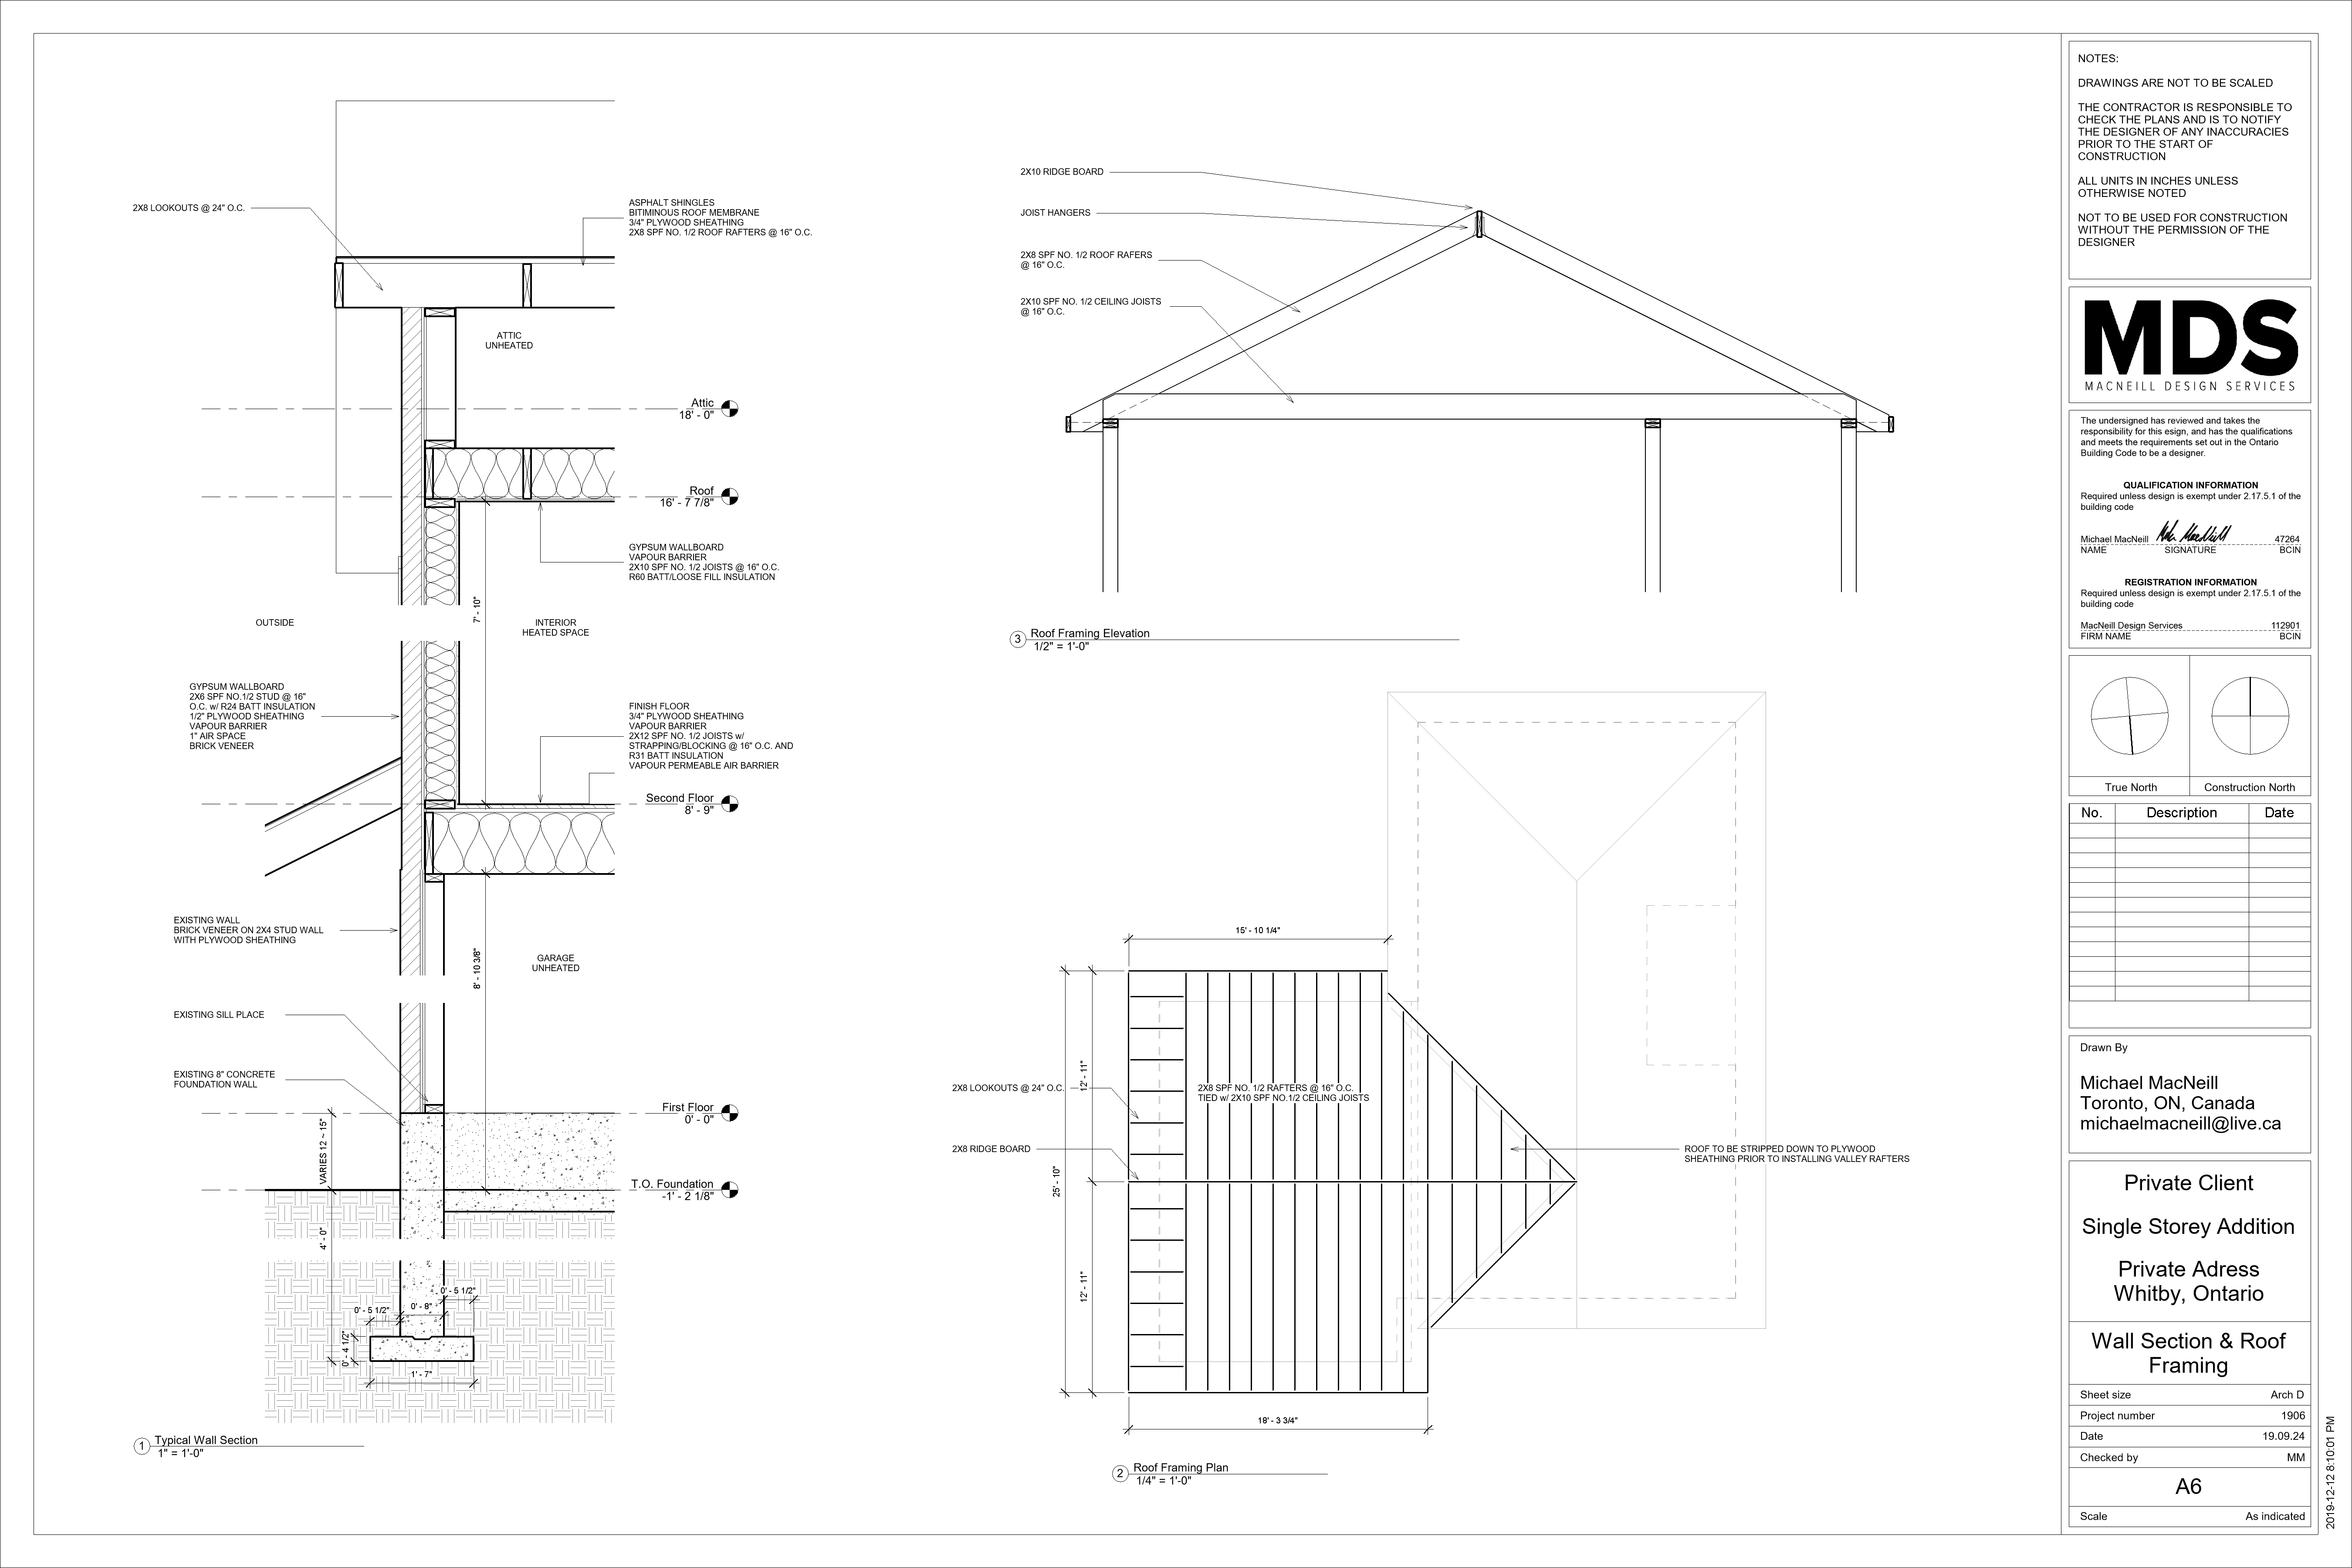 2X8 LOOKOUTS @ 24" O.C.
ASPHALT SHINGLES
BITIMINOUS ROOF MEMBRANE
3/4" PLYWOOD SHEATHING
2X8 SPF NO. 1/2 ROOF RAFTERS @ 16" O.C.
ATTIC
UNHEATED
Attic
18' - 0"
Roof
16' - 7 7/8"
GYPSUM WALLBOARD
VAPOUR BARRIER
2X10 SPF NO. 1/2 JOISTS @ 16" O.C.
R60 BATT/LOOSE FILL INSULATION
7' - 10"
OUTSIDE
INTERIOR
HEATED SPACE
GYPSUM WALLBOARD
2X6 SPF NO.1/2 STUD @ 16"
O.C. w/ R24 BATT INSULATION
1/2" PLYWOOD SHEATHING
VAPOUR BARRIER
1" AIR SPACE
BRICK VENEER
FINISH FLOOR
3/4" PLYWOOD SHEATHING
VAPOUR BARRIER
2X12 SPF NO. 1/2 JOISTS w/
STRAPPING/BLOCKING @ 16" O.C. AND
R31 BATT INSULATION
VAPOUR PERMEABLE AIR BARRIER
Second Floor
8' - 9"
EXISTING WALL
BRICK VENEER ON 2X4 STUD WALL
WITH PLYWOOD SHEATHING
8' - 10 3/8"
GARAGE
UNHEATED
EXISTING SILL PLACE
EXISTING 8" CONCRETE
FOUNDATION WALL
First Floor
0' - 0"
VARIES 12 ~ 15"
T.O. Foundation
-1' - 2 1/8"
4' - 0"
0' - 5 1/2"
0' - 8"
0' - 5 1/2"
0' - 4 1/2"
1' - 7"
1
Typical Wall Section
1" = 1'-0"
2X10 RIDGE BOARD
JOIST HANGERS
2X8 SPF NO. 1/2 ROOF RAFERS
@ 16" O.C.
2X10 SPF NO. 1/2 CEILING JOISTS
@ 16" O.C.
3
Roof Framing Elevation
1/2" = 1'-0"
15' - 10 1/4"
12' - 11"
2X8 LOOKOUTS @ 24" O.C.
2X8 SPF NO. 1/2 RAFTERS @ 16" O.C.
TIED w/ 2X10 SPF NO.1/2 CEILING JOISTS
2X8 RIDGE BOARD
ROOF TO BE STRIPPED DOWN TO PLYWOOD
SHEATHING PRIOR TO INSTALLING VALLEY RAFTERS
25' - 10"
12' - 11"
18' - 3 3/4"
2
Roof Framing Plan
1/4" = 1'-0"
NOTES:
DRAWINGS ARE NOT TO BE SCALED
THE CONTRACTOR IS RESPONSIBLE TO
CHECK THE PLANS AND IS TO NOTIFY
THE DESIGNER OF ANY INACCURACIES
PRIOR TO THE START OF
CONSTRUCTION
ALL UNITS IN INCHES UNLESS
OTHERWISE NOTED
NOT TO BE USED FOR CONSTRUCTION
WITHOUT THE PERMISSION OF THE
DESIGNER
MDS
MACNEILL DESIGN SERVICES
The undersigned has reviewed and takes the
responsibility for this esign, and has the qualifications
and meets the requirements set out in the Ontario
Building Code to be a designer.
QUALIFICATION INFORMATION
Required unless design is exempt under 2.17.5.1 of the
building code
Michael MacNeill 47264
NAME SIGNATURE BCIN
REGISTRATION INFORMATION
Required unless design is exempt under 2.17.5.1 of the
building code
MacNeill Design Services 112901
FIRM NAME BCIN
True North Construction North
No. Description Date
Drawn By
Michael MacNeill
Toronto, ON, Canada
michaelmacneill@live.ca
Private Client
Single Storey Addition
Private Adress
Whitby, Ontario
Wall Section & Roof
Framing
Sheet size Arch D
Project number 1906
Date 19.09.24
Checked by MM
A6
Scale As indicated
2019-12-12 8:10:01 PM